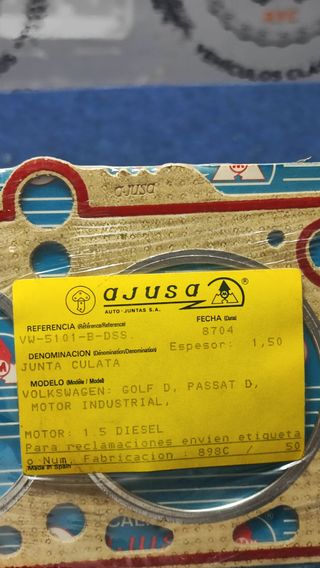 ajusa
ajusa ®
AUTO-JUNTAS S.A.
REFERENCIA (Référence/Reference) FECHA (Date)
VW-5101-B-DSS. 8704
DENOMINACION (Dénomination/Denomination) Espesor: 1,50
JUNTA CULATA
MODELO (Modéle / Model)
VOLKSWAGEN: GOLF D, PASSAT D,
MOTOR INDUSTRIAL,
MOTOR: 1.5 DIESEL
Para reclamaciones envien etiqueta
o Num. Fabricacion : 898C / 50
Made in Spain